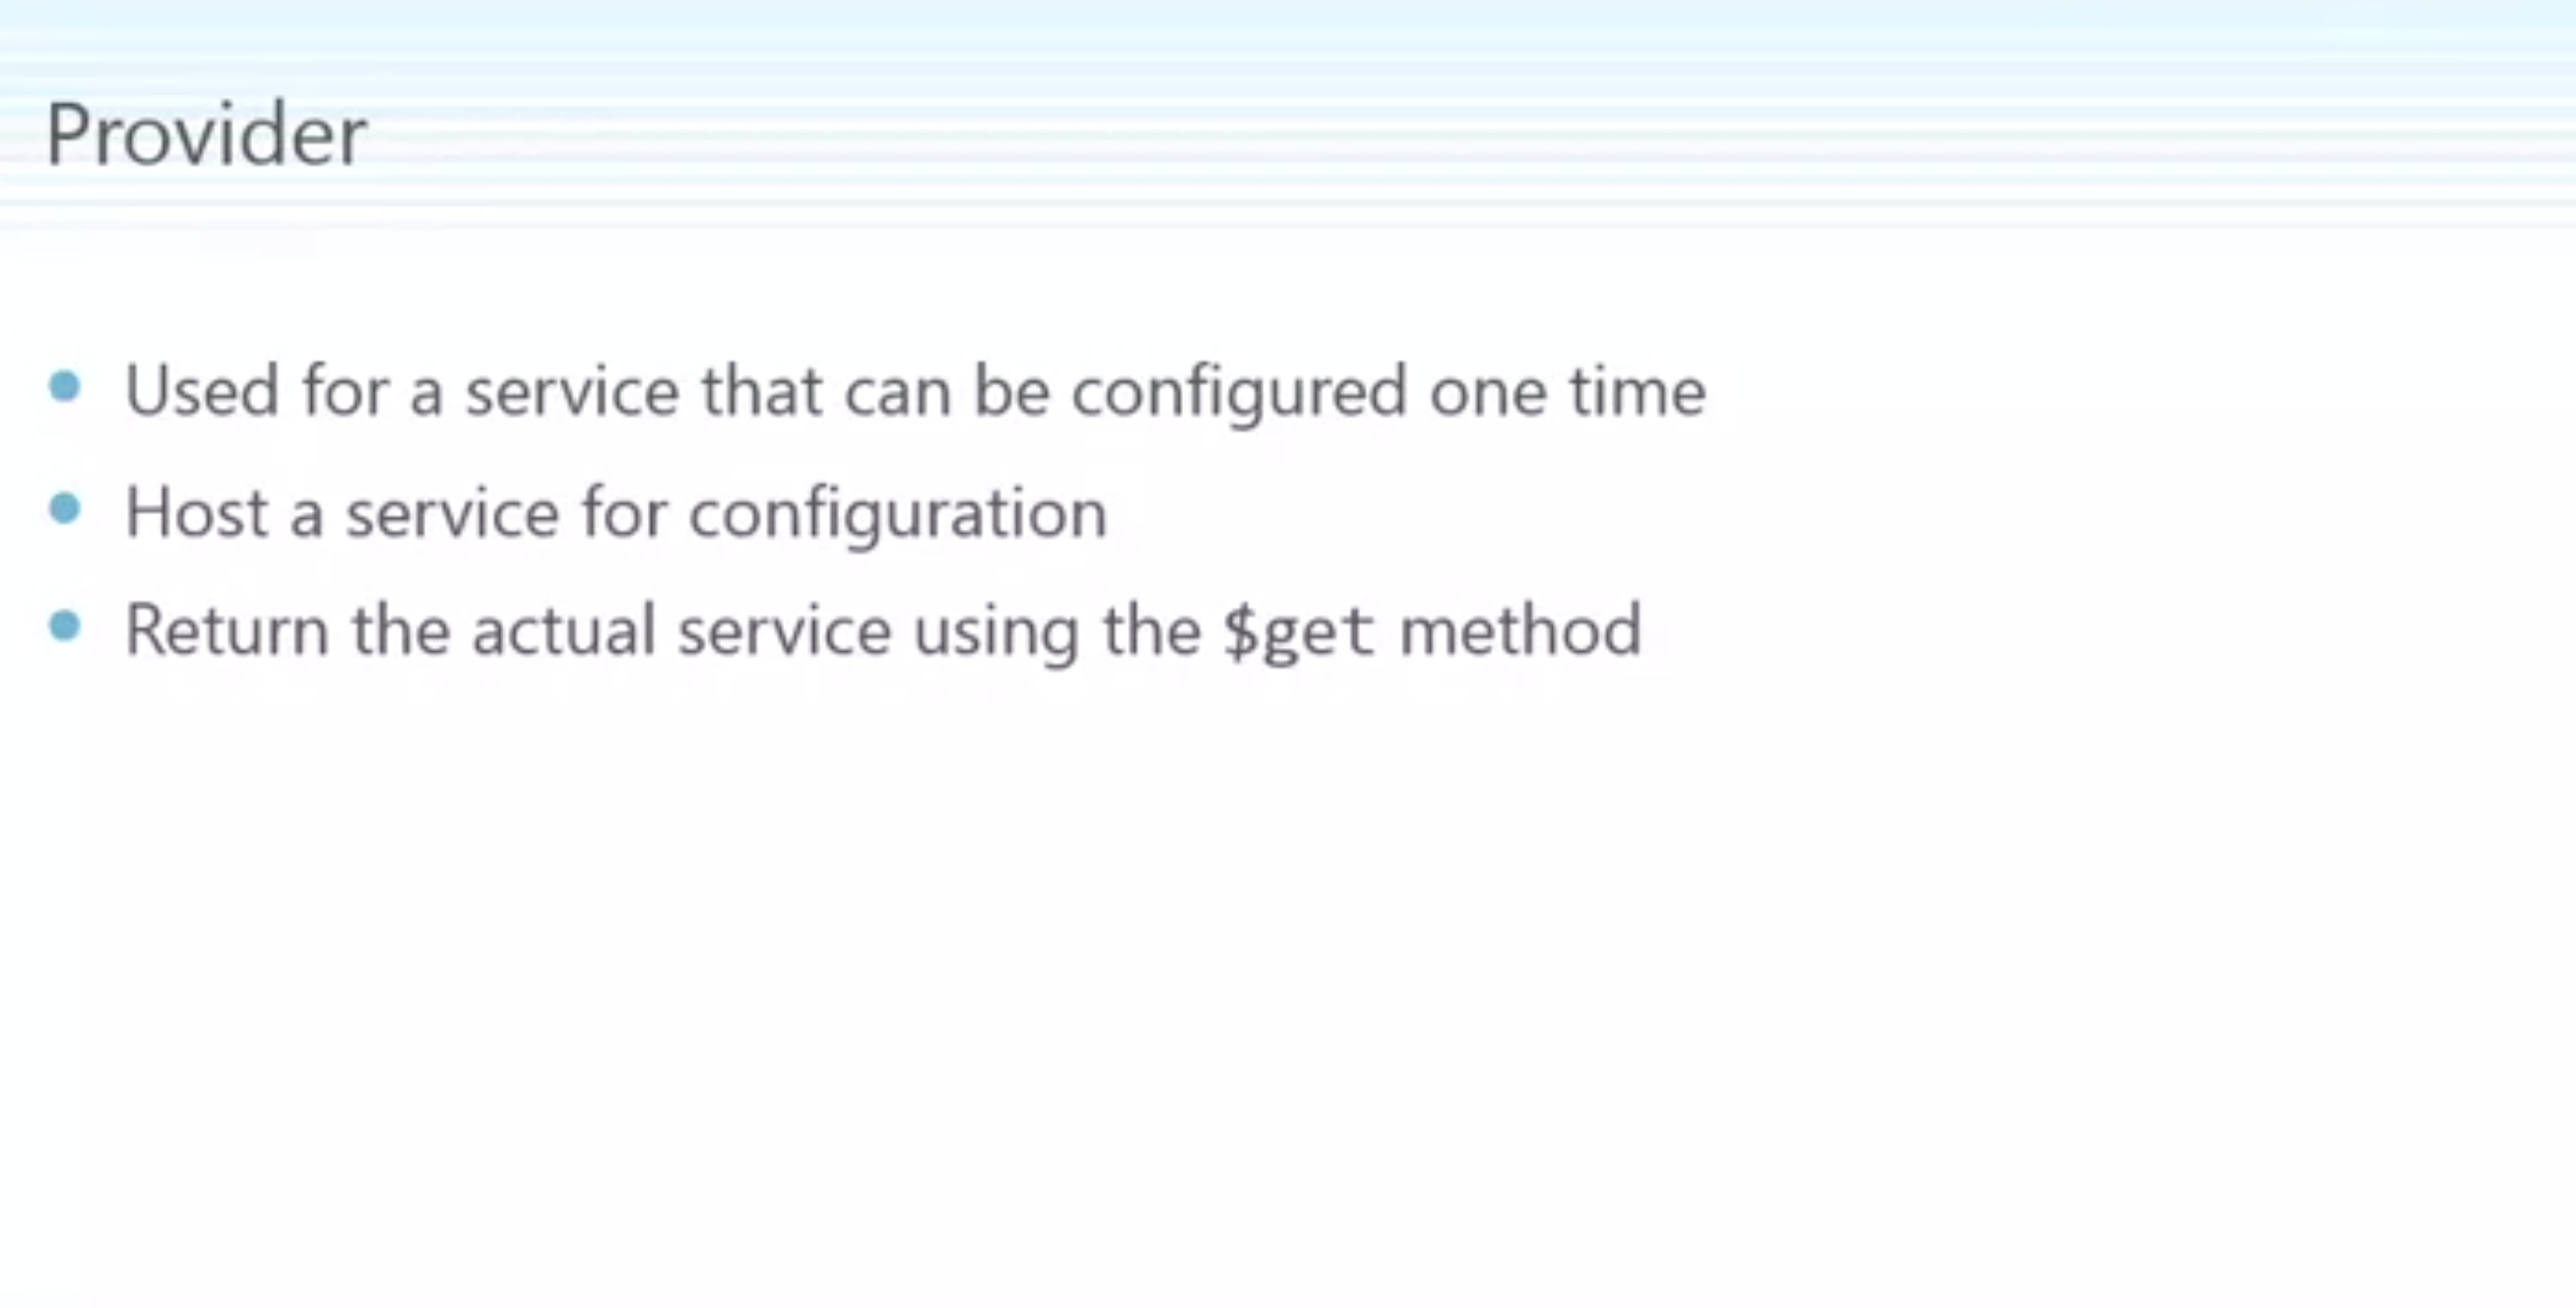 Provider
Used for a service that can be configured one time
Host a service for configuration
Return the actual service using the $get method